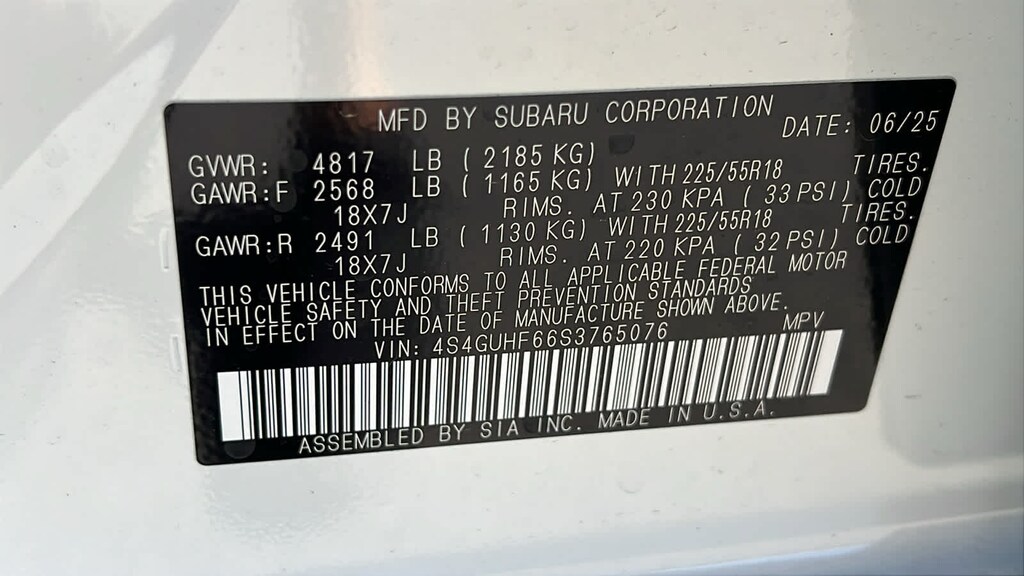 MFD BY SUBARU CORPORATION DATE: 06/25
GVWR: 4817 LB ( 2185 KG)
GAWR:F 2568 LB ( 1165 KG) WITH 225/55R18 TIRES.
18X7J RIMS. AT 230 KPA ( 33 PSI) COLD
GAWR:R 2491 LB ( 1130 KG) WITH 225/55R18 TIRES.
18X7J RIMS. AT 220 KPA ( 32 PSI) COLD
THIS VEHICLE CONFORMS TO ALL APPLICABLE FEDERAL MOTOR
VEHICLE SAFETY AND THEFT PREVENTION STANDARDS
IN EFFECT ON THE DATE OF MANUFACTURE SHOWN ABOVE.
VIN: 4S4GUHF66S3765076 MPV
ASSEMBLED BY SIA INC. MADE IN U.S.A.